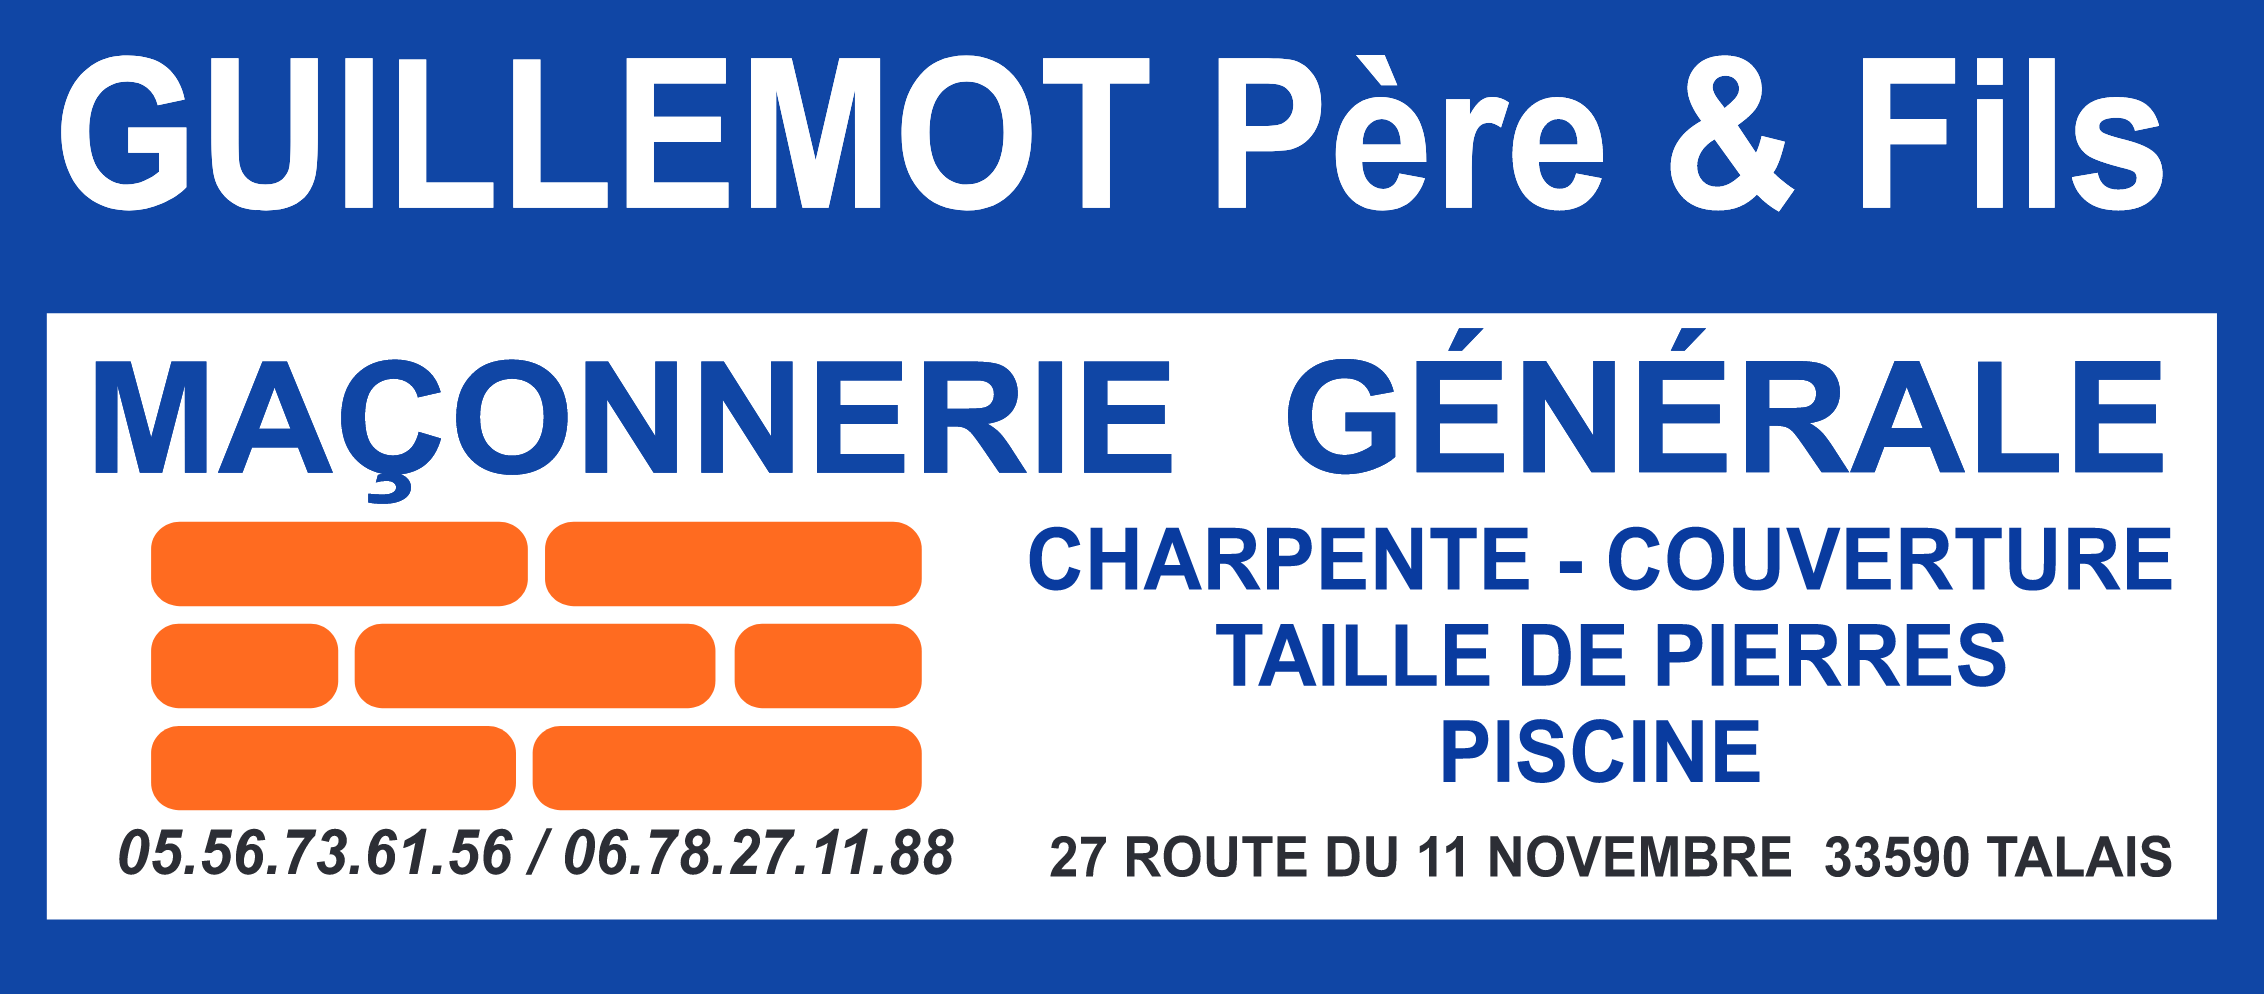 GUILLEMOT Père & Fils
MAÇONNERIE GÉNÉRALE
CHARPENTE - COUVERTURE
TAILLE DE PIERRES
PISCINE
05.56.73.61.56 / 06.78.27.11.88
27 ROUTE DU 11 NOVEMBRE 33590 TALAIS